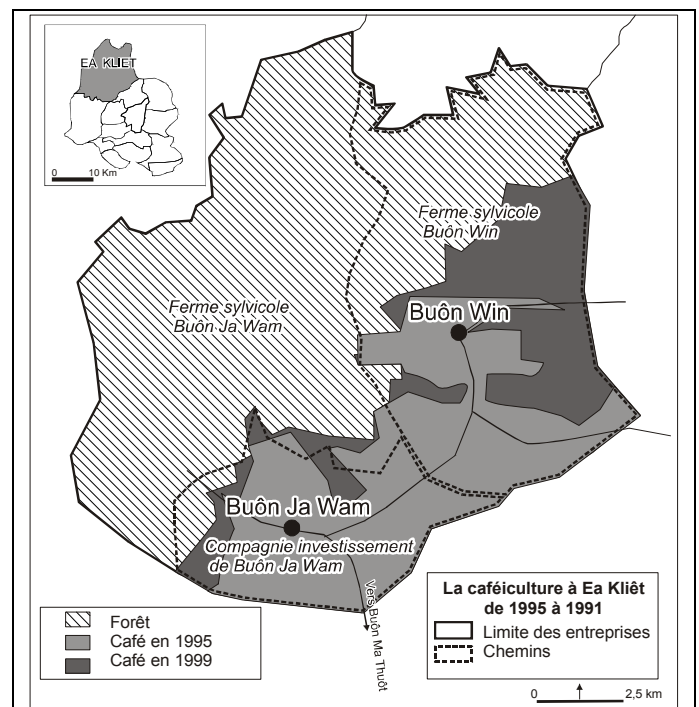 EA KLIET
0 10 Km
Ferme sylvicole
Buôn Win
Ferme sylvicole
Buôn Ja Wam
Buôn Win
Buôn Ja Wam
Compagnie investissement
de Buôn Ja Wam
Vers Buôn Ma Thuôt
Forêt
Café en 1995
Café en 1999
La caféiculture à Ea Kliêt
de 1995 à 1991
Limite des entreprises
Chemins
0 2,5 km